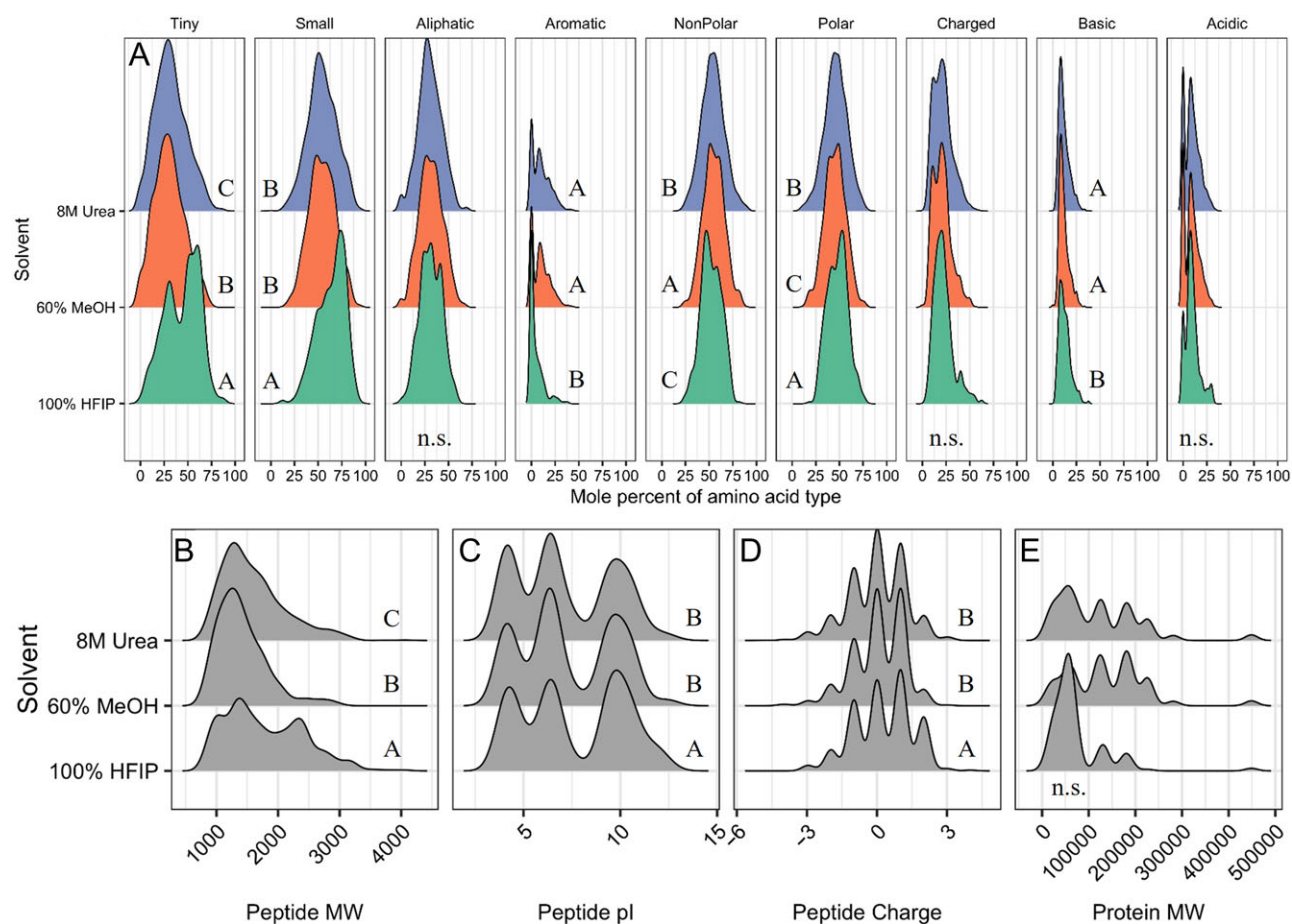 Tiny Small Aliphatic Aromatic NonPolar Polar Charged Basic Acidic
A
C B B B A A
8M Urea
B B A A C A
60% MeOH
A A B C A B
100% HFIP
n.s. n.s. n.s.
Solvent
0 25 50 75 100 0 25 50 75 100 0 25 50 75 100 0 25 50 75 100 0 25 50 75 100 0 25 50 75 100 0 25 50 75 100 0 25 50 75 100 0 25 50 75 100
Mole percent of amino acid type
B C D E
C B B
8M Urea
B B B
60% MeOH
A A A
100% HFIP
n.s.
Solvent
1000 2000 3000 4000 5 10 15 -6 -3 0 3 0 100000 200000 300000 400000 500000
Peptide MW Peptide pI Peptide Charge Protein MW